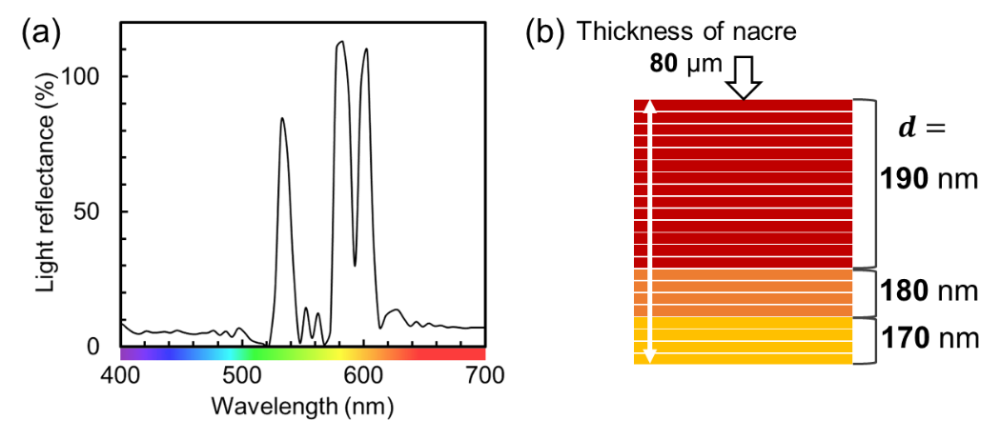 (a)
Light reflectance (%)
100
50
0
400
500
600
700
Wavelength (nm)
(b) Thickness of nacre
80 μm
d =
190 nm
180 nm
170 nm